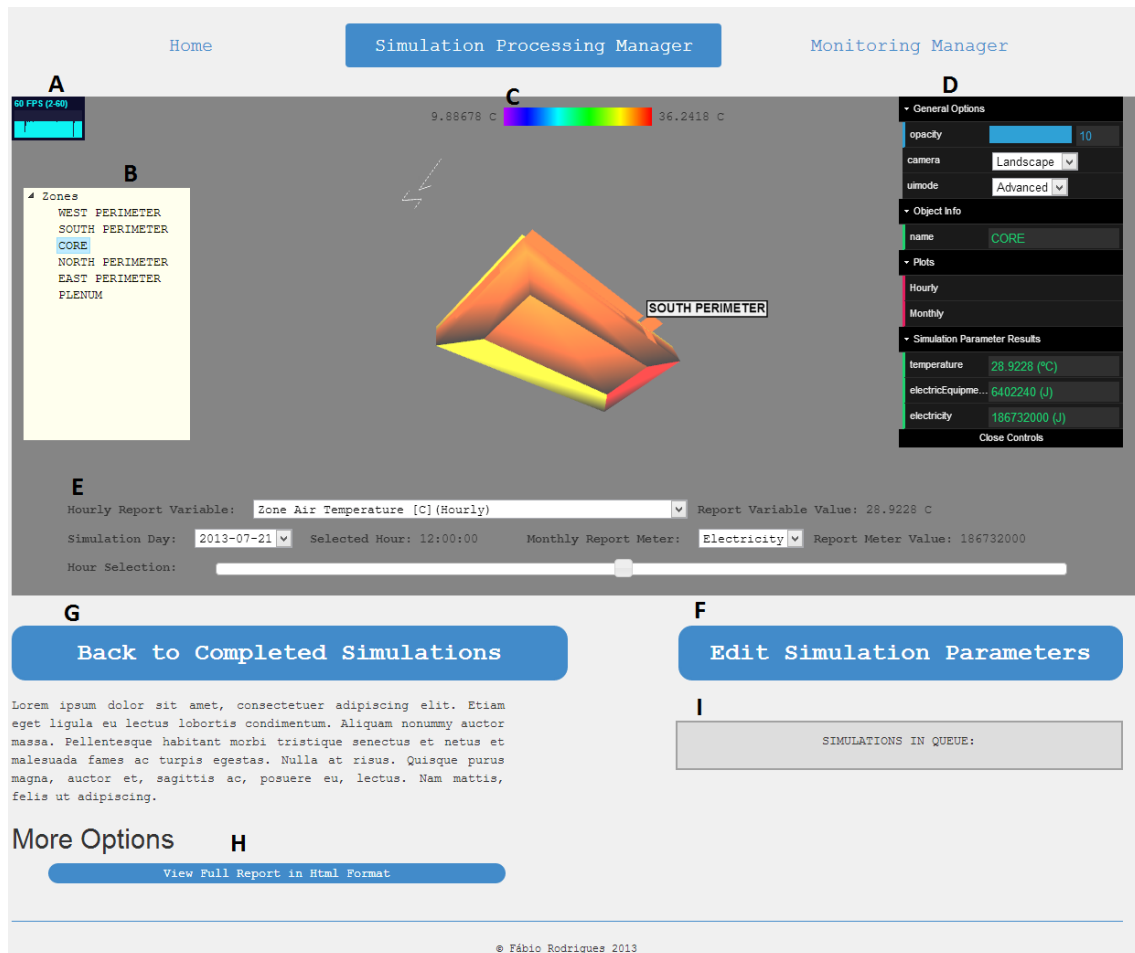 Home
Simulation Processing Manager
Monitoring Manager
A
60 FPS (2-60)
C
9.88678 C
36.2418 C
B
Zones
WEST PERIMETER
SOUTH PERIMETER
CORE
NORTH PERIMETER
EAST PERIMETER
PLENUM
SOUTH PERIMETER
D
General Options
opacity 10
camera Landscape
uimode Advanced
Object Info
name CORE
Plots
Hourly
Monthly
Simulation Parameter Results
temperature 28.9228 (ºC)
electricEquipme... 6402240 (J)
electricity 186732000 (J)
Close Controls
E
Hourly Report Variable: Zone Air Temperature [C](Hourly) Report Variable Value: 28.9228 C
Simulation Day: 2013-07-21 Selected Hour: 12:00:00 Monthly Report Meter: Electricity Report Meter Value: 186732000
Hour Selection:
G
Back to Completed Simulations
F
Edit Simulation Parameters
Lorem ipsum dolor sit amet, consectetuer adipiscing elit. Etiam
eget ligula eu lectus lobortis condimentum. Aliquam nonummy auctor
massa. Pellentesque habitant morbi tristique senectus et netus et
malesuada fames ac turpis egestas. Nulla at risus. Quisque purus
magna, auctor et, sagittis ac, posuere eu, lectus. Nam mattis,
felis ut adipiscing.
I
SIMULATIONS IN QUEUE:
More Options
H
View Full Report in Html Format
© Fábio Rodrigues 2013